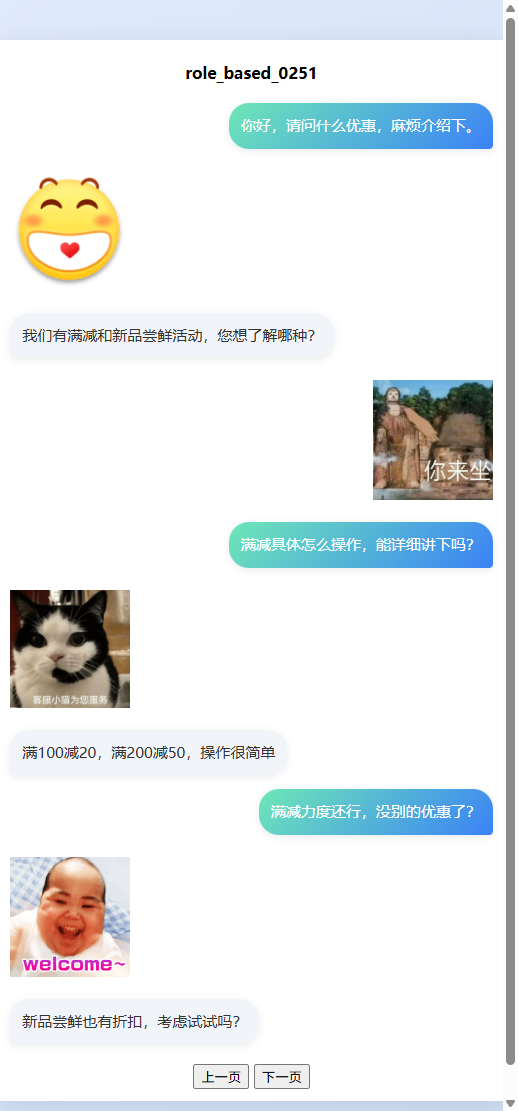 role_based_0251
你好，请问什么优惠，麻烦介绍下。
我们有满减和新品尝鲜活动，您想了解哪种？
你来坐
满减具体怎么操作，能详细讲下吗？
客服小猫为您服务
满100减20，满200减50，操作很简单
满减力度还行，没别的优惠了？
welcome~
新品尝鲜也有折扣，考虑试试吗？
上一页 下一页